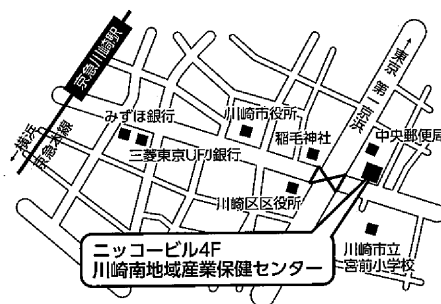 京急川崎駅
←横浜
京急本線
みずほ銀行
三菱東京UFJ銀行
川崎市役所
稲毛神社
→東京
第一京浜
中央郵便局
川崎区区役所
川崎市立
宮前小学校
ニッコービル4F
川崎南地域産業保健センター